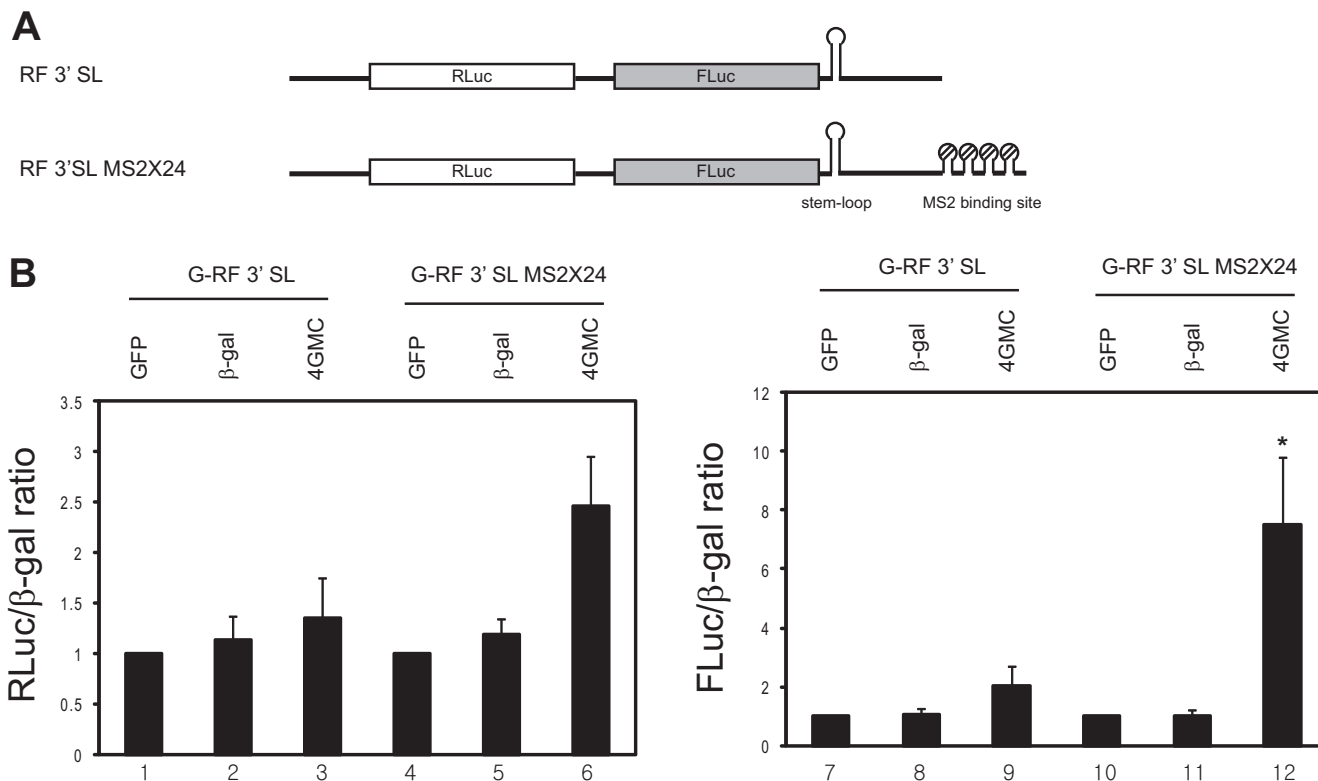 A
RF 3' SL
RLuc
FLuc
RF 3'SL MS2X24
RLuc
FLuc
stem-loop
MS2 binding site
B
G-RF 3' SL
G-RF 3' SL MS2X24
GFP
β-gal
4GMC
GFP
β-gal
4GMC
RLuc/β-gal ratio
3.5
3
2.5
2
1.5
1
0.5
0
1 2 3 4 5 6
G-RF 3' SL
G-RF 3' SL MS2X24
GFP
β-gal
4GMC
GFP
β-gal
4GMC
FLuc/β-gal ratio
12
10
8
6
4
2
0
*
7 8 9 10 11 12